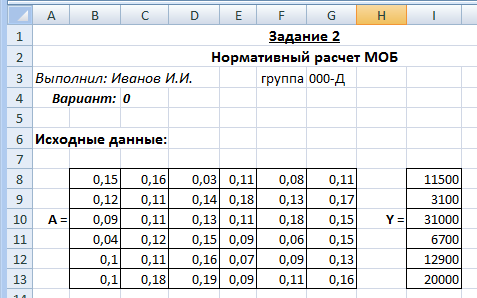 A B C D E F G H I
1 Задание 2
2 Нормативный расчет МОБ
3 Выполнил: Иванов И.И. группа 000-Д
4 Вариант: 0
5
6 Исходные данные:
7
8 0,15 0,16 0,03 0,11 0,08 0,11 11500
9 0,12 0,11 0,14 0,18 0,13 0,17 3100
10 A = 0,09 0,11 0,13 0,11 0,18 0,15 Y = 31000
11 0,04 0,12 0,15 0,09 0,06 0,15 6700
12 0,1 0,11 0,16 0,07 0,09 0,13 12900
13 0,1 0,18 0,19 0,09 0,11 0,16 20000